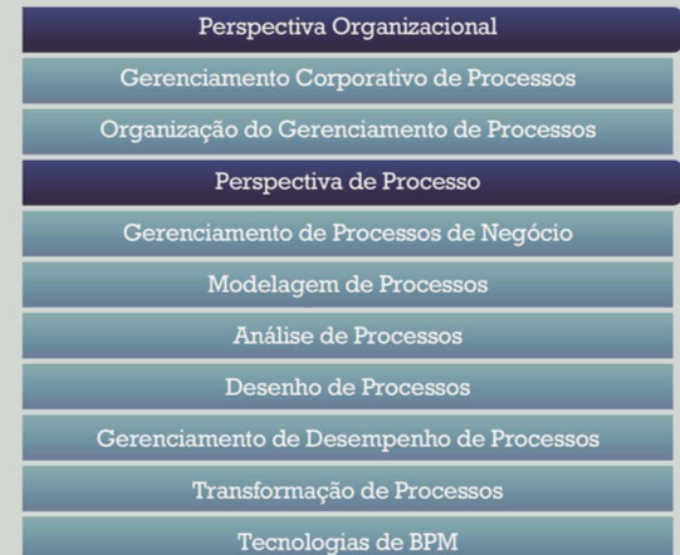 Perspectiva Organizacional
Gerenciamento Corporativo de Processos
Organização do Gerenciamento de Processos
Perspectiva de Processo
Gerenciamento de Processos de Negócio
Modelagem de Processos
Análise de Processos
Desenho de Processos
Gerenciamento de Desempenho de Processos
Transformação de Processos
Tecnologias de BPM